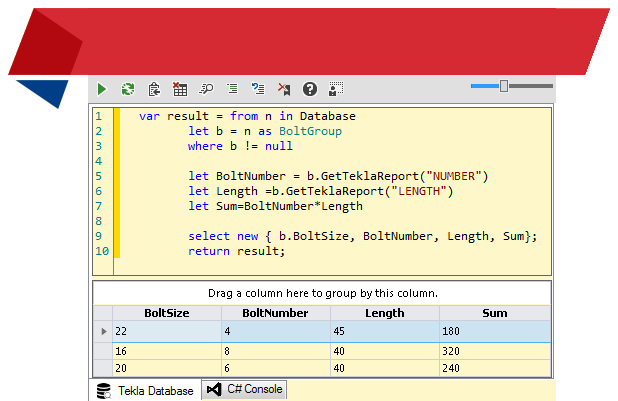 1 var result = from n in Database
2 let b = n as BoltGroup
3 where b != null
4
5 let BoltNumber = b.GetTeklaReport("NUMBER")
6 let Length =b.GetTeklaReport("LENGTH")
7 let Sum=BoltNumber*Length
8
9 select new { b.BoltSize, BoltNumber, Length, Sum};
10 return result;
Drag a column here to group by this column.
BoltSize BoltNumber Length Sum
22 4 45 180
16 8 40 320
20 6 40 240
Tekla Database C# Console